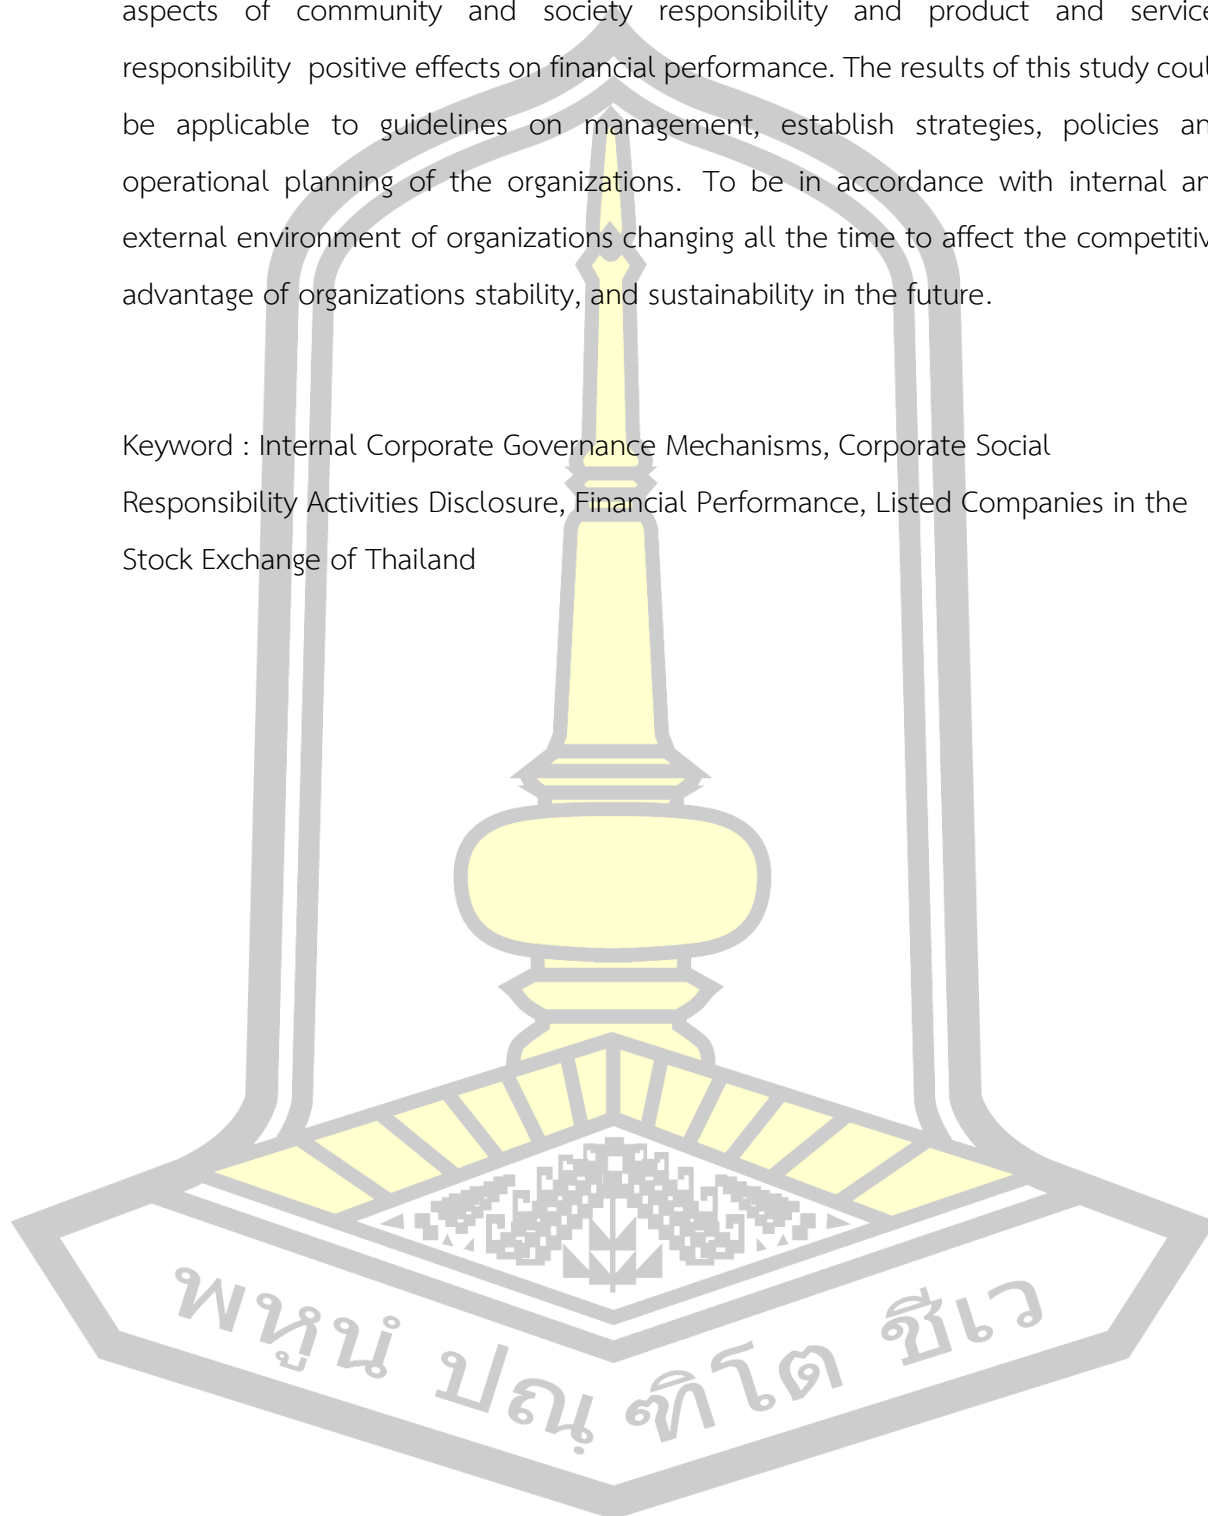 aspects of community and society responsibility and product and service
responsibility positive effects on financial performance. The results of this study coul
be applicable to guidelines on management, establish strategies, policies an
operational planning of the organizations. To be in accordance with internal an
external environment of organizations changing all the time to affect the competitiv
advantage of organizations stability, and sustainability in the future.
Keyword : Internal Corporate Governance Mechanisms, Corporate Social
Responsibility Activities Disclosure, Financial Performance, Listed Companies in the
Stock Exchange of Thailand
พหูนํ ปณฺฑิโต ชีเว